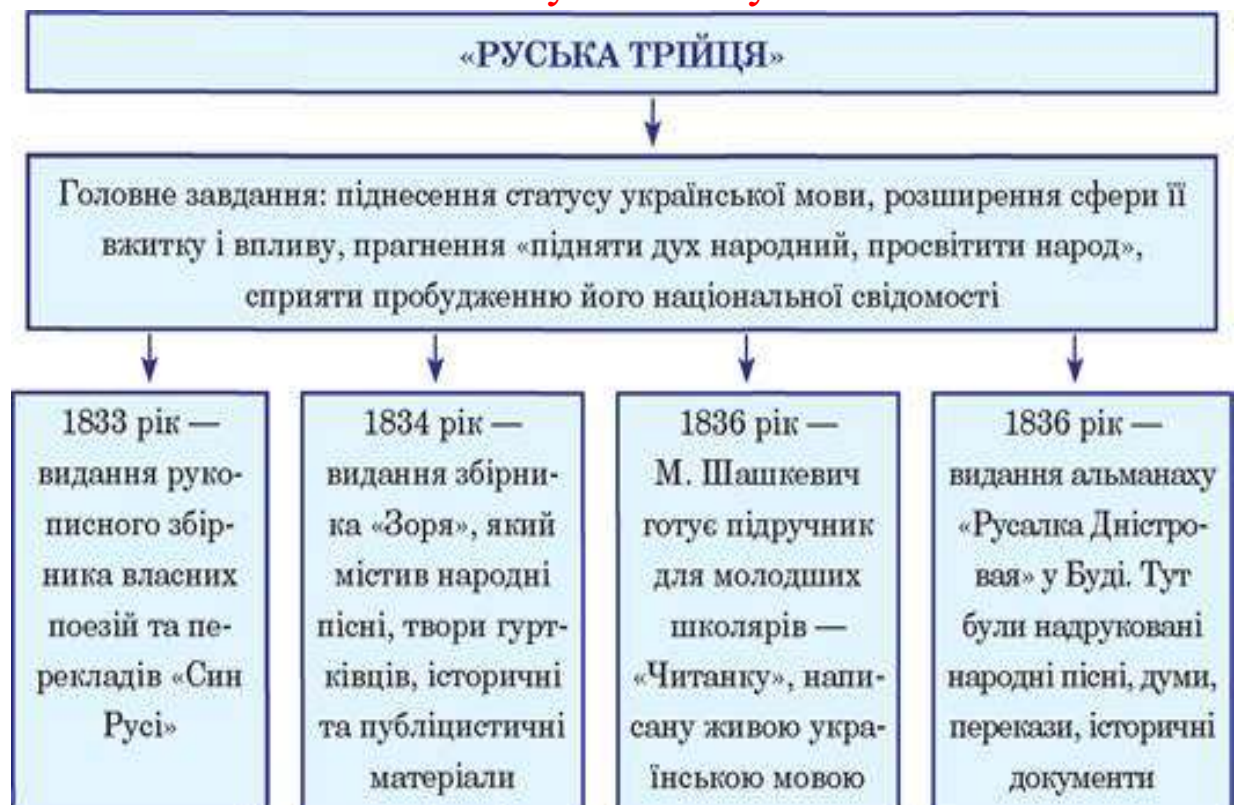 «РУСЬКА ТРІЙЦЯ»
Головне завдання: піднесення статусу української мови, розширення сфери її
вжитку і впливу, прагнення «підняти дух народний, просвітити народ»,
сприяти пробудженню його національної свідомості
1833 рік —
видання руко-
писного збір-
ника власних
поезій та пе-
рекладів «Син
Русі»
1834 рік —
видання збірни-
ка «Зоря», який
містив народні
пісні, твори гурт-
ківців, історичні
та публіцистичні
матеріали
1836 рік —
М. Шашкевич
готує підручник
для молодших
школярів —
«Читанку», напи-
сану живою укра-
їнською мовою
1836 рік —
видання альманаху
«Русалка Дністро-
вая» у Буді. Тут
були надруковані
народні пісні, думи,
перекази, історичні
документи